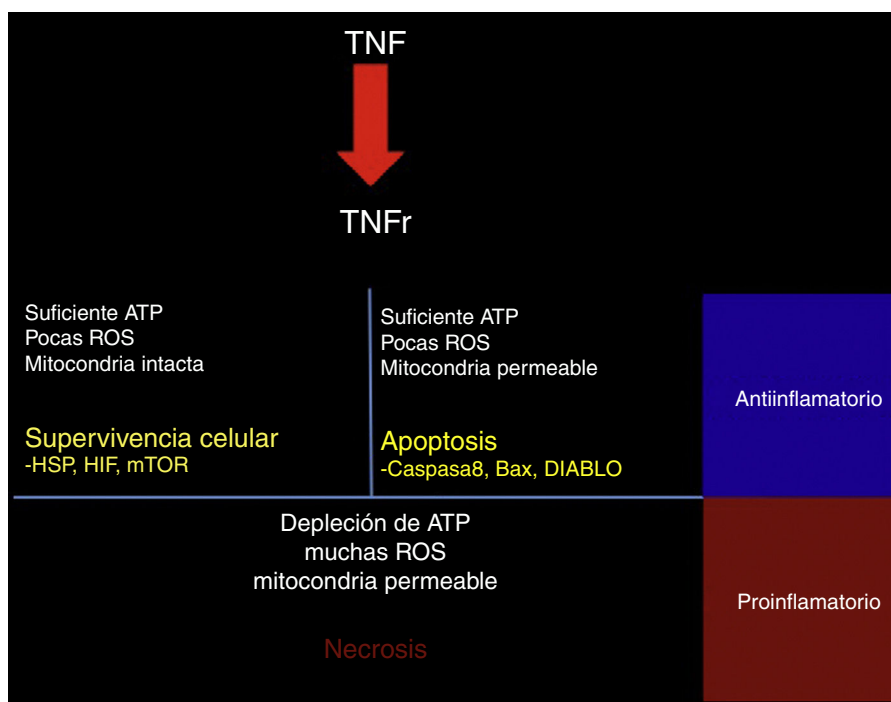 TNF
TNFr
Suficiente ATP
Pocas ROS
Mitocondria intacta
Supervivencia celular
-HSP, HIF, mTOR
Suficiente ATP
Pocas ROS
Mitocondria permeable
Apoptosis
-Caspasa8, Bax, DIABLO
Antiinflamatorio
Depleción de ATP
muchas ROS
mitocondria permeable
Necrosis
Proinflamatorio